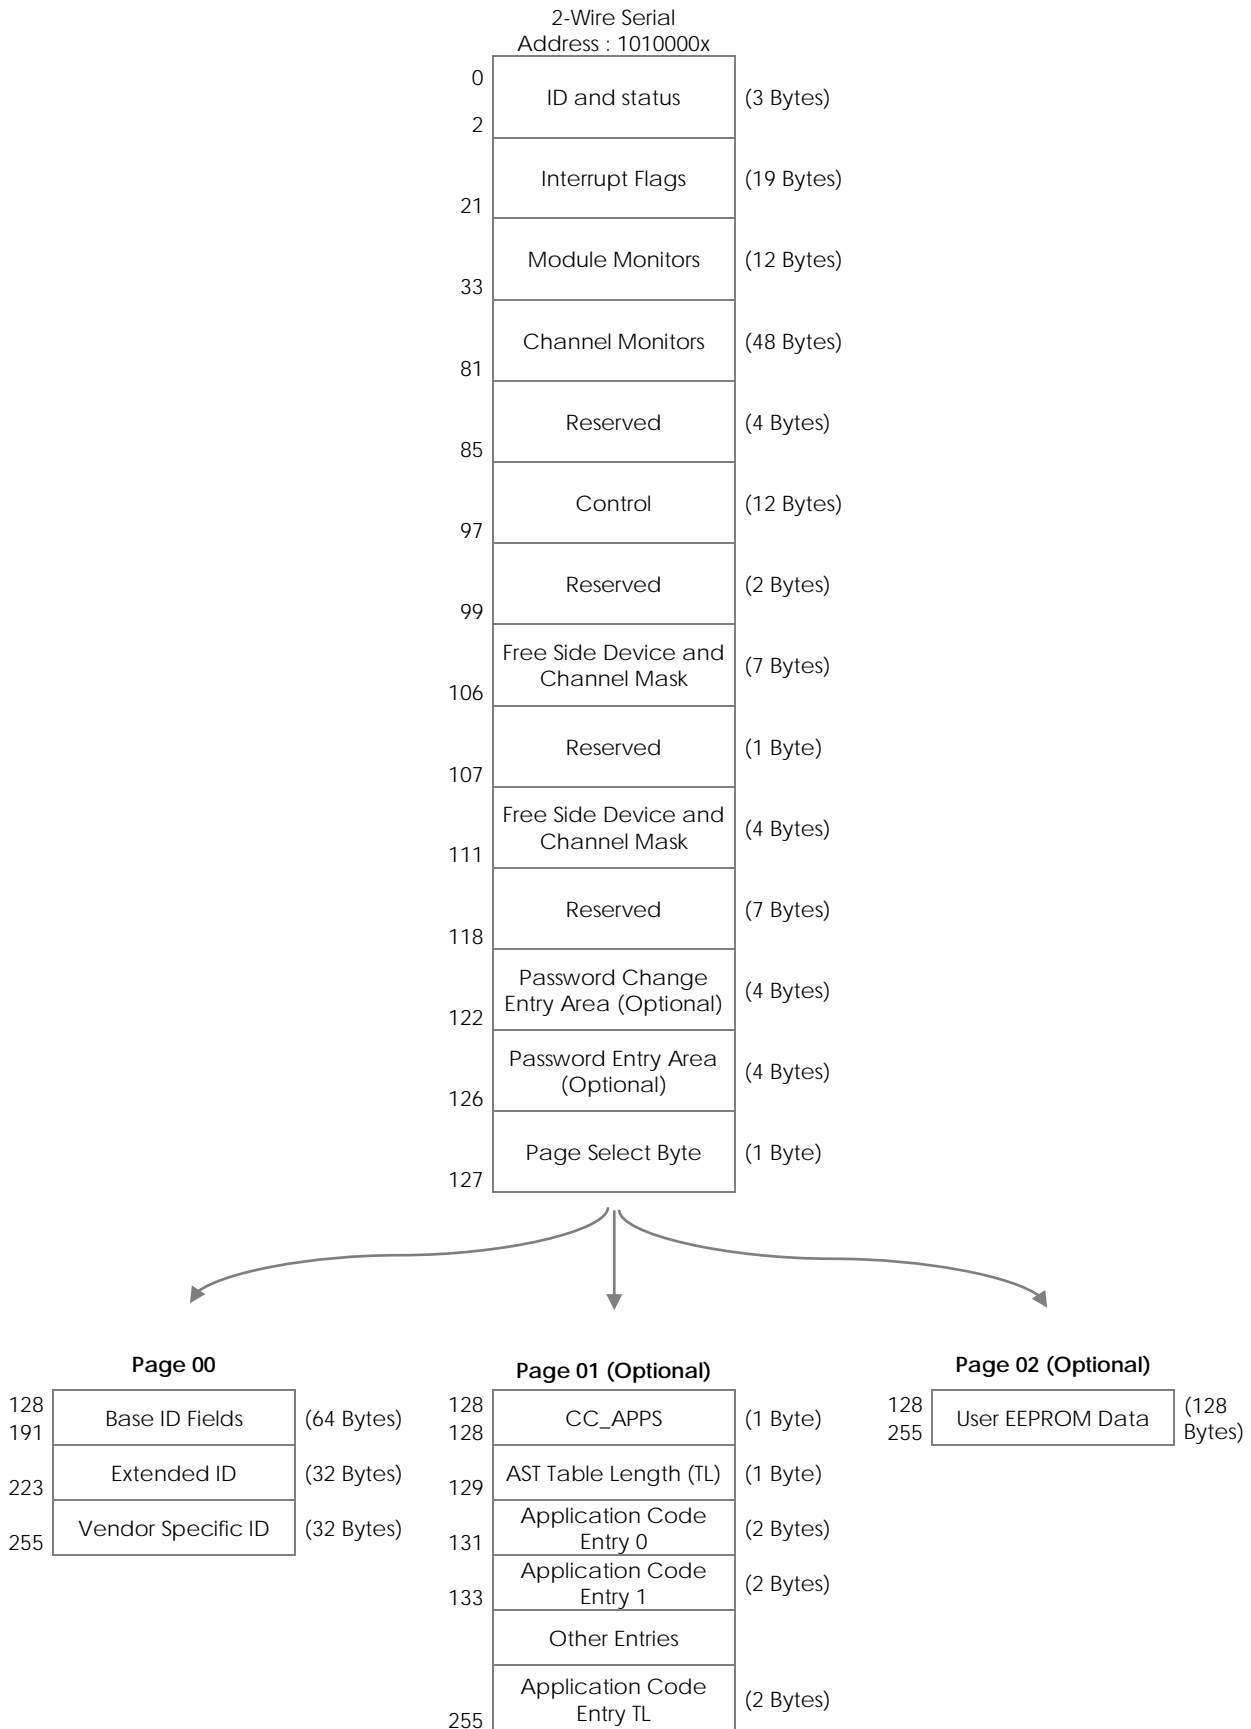 2-Wire Serial
Address : 1010000x
0
ID and status
(3 Bytes)
2
Interrupt Flags
(19 Bytes)
21
Module Monitors
(12 Bytes)
33
Channel Monitors
(48 Bytes)
81
Reserved
(4 Bytes)
85
Control
(12 Bytes)
97
Reserved
(2 Bytes)
99
Free Side Device and
Channel Mask
(7 Bytes)
106
Reserved
(1 Byte)
107
Free Side Device and
Channel Mask
(4 Bytes)
111
Reserved
(7 Bytes)
118
Password Change
Entry Area (Optional)
(4 Bytes)
122
Password Entry Area
(Optional)
(4 Bytes)
126
Page Select Byte
(1 Byte)
127
Page 00
128
191
Base ID Fields
(64 Bytes)
223
Extended ID
(32 Bytes)
255
Vendor Specific ID
(32 Bytes)
Page 01 (Optional)
128
128
CC_APPS
(1 Byte)
129
AST Table Length (TL)
(1 Byte)
131
Application Code
Entry 0
(2 Bytes)
133
Application Code
Entry 1
(2 Bytes)
Other Entries
255
Application Code
Entry TL
(2 Bytes)
Page 02 (Optional)
128
255
User EEPROM Data
(128
Bytes)